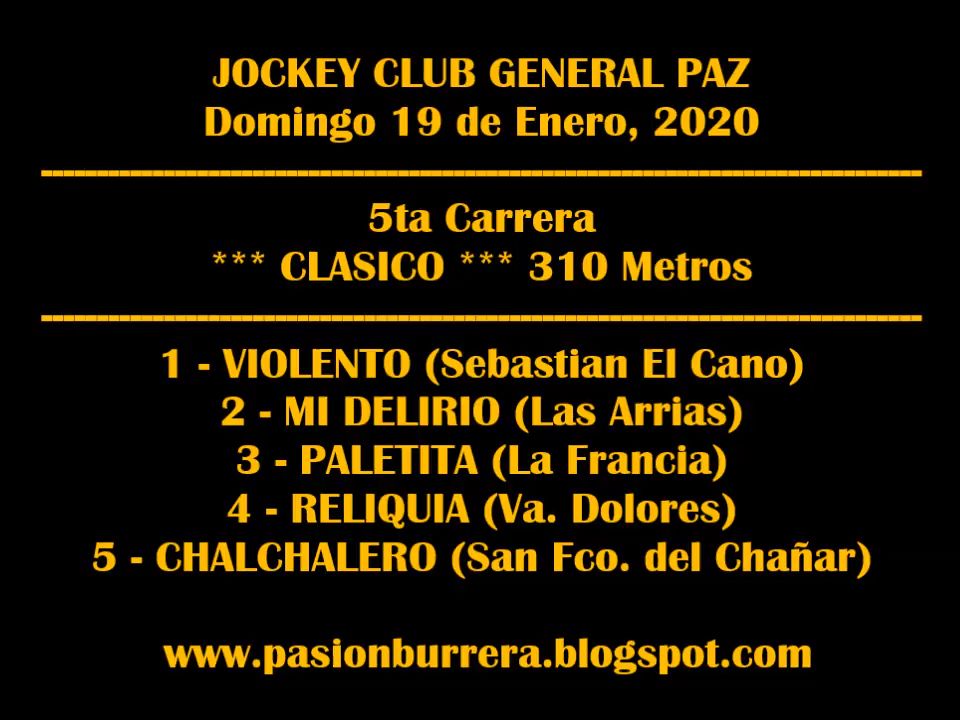 JOCKEY CLUB GENERAL PAZ
Domingo 19 de Enero, 2020
--------------------------------------------------------------------------------
5ta Carrera
*** CLASICO *** 310 Metros
--------------------------------------------------------------------------------
1 - VIOLENTO (Sebastian El Cano)
2 - MI DELIRIO (Las Arrias)
3 - PALETITA (La Francia)
4 - RELIQUIA (Va. Dolores)
5 - CHALCHALERO (San Fco. del Chañar)
www.pasionburrera.blogspot.com